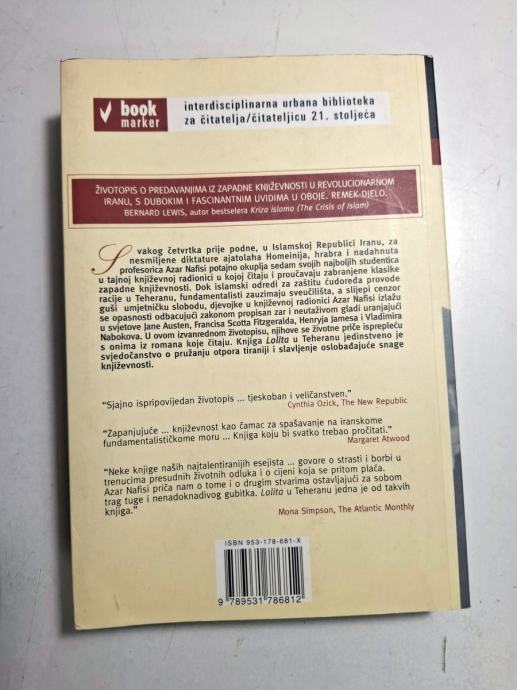 book
marker
interdisciplinarna urbana biblioteka
za čitatelja/čitateljicu 21. stoljeća
ŽIVOTOPIS O PREDAVANJIMA IZ ZAPADNE KNJIŽEVNOSTI U REVOLUCIONARNOM
IRANU, S DUBOKIM I FASCINANTNIM UVIDIMA U OBOJE. REMEK-DJELO.
BERNARD LEWIS, autor bestselera Kriza islama (The Crisis of Islam)
Svakog četvrtka prije podne, u Islamskoj Republici Iranu, za
nesmiljene diktature ajatolaha Homeinija, hrabra i nadahnuta
profesorica Azar Nafisi potajno okuplja sedam svojih najboljih studentica
u tajnoj književnoj radionici u kojoj čitaju i proučavaju zabranjene klasike
zapadne književnosti. Dok islamski odredi za zaštitu ćudoređa provode
racije u Teheranu, fundamentalisti zauzimaju sveučilišta, a slijepi cenzor
guši umjetničku slobodu, djevojke u književnoj radionici Azar Nafisi izlažu
se opasnosti odbacujući zakonom propisan zar i neutaživom gladi uranjajući
u svjetove Jane Austen, Francisa Scotta Fitzgeralda, Henryja Jamesa i Vladimira
Nabokova. U ovom izvanrednom životopisu, njihove se životne priče isprepleću
s onima iz romana koje čitaju. Knjiga Lolita u Teheranu jedinstveno je
svjedočanstvo o pružanju otpora tiraniji i slavljenje oslobađajuće snage
književnosti.
“Sjajno ispripovijedan životopis ... tjeskoban i veličanstven.”
Cynthia Ozick, The New Republic
“Zapanjujuće ... književnost kao čamac za spašavanje na iranskome
fundamentalističkome moru ... Knjiga koju bi svatko trebao pročitati.”
Margaret Atwood
“Neke knjige naših najtalentiranijih esejista ... govore o strasti i borbi u
trenucima presudnih životnih odluka i o cijeni koja se pritom plaća.
Azar Nafisi priča nam o tome i o drugim stvarima ostavljajući za sobom
trag tuge i nenadoknadivog gubitka. Lolita u Teheranu jedna je od takvih
knjiga.”
Mona Simpson, The Atlantic Monthly
ISBN 953-178-681-X
9 789531 786812